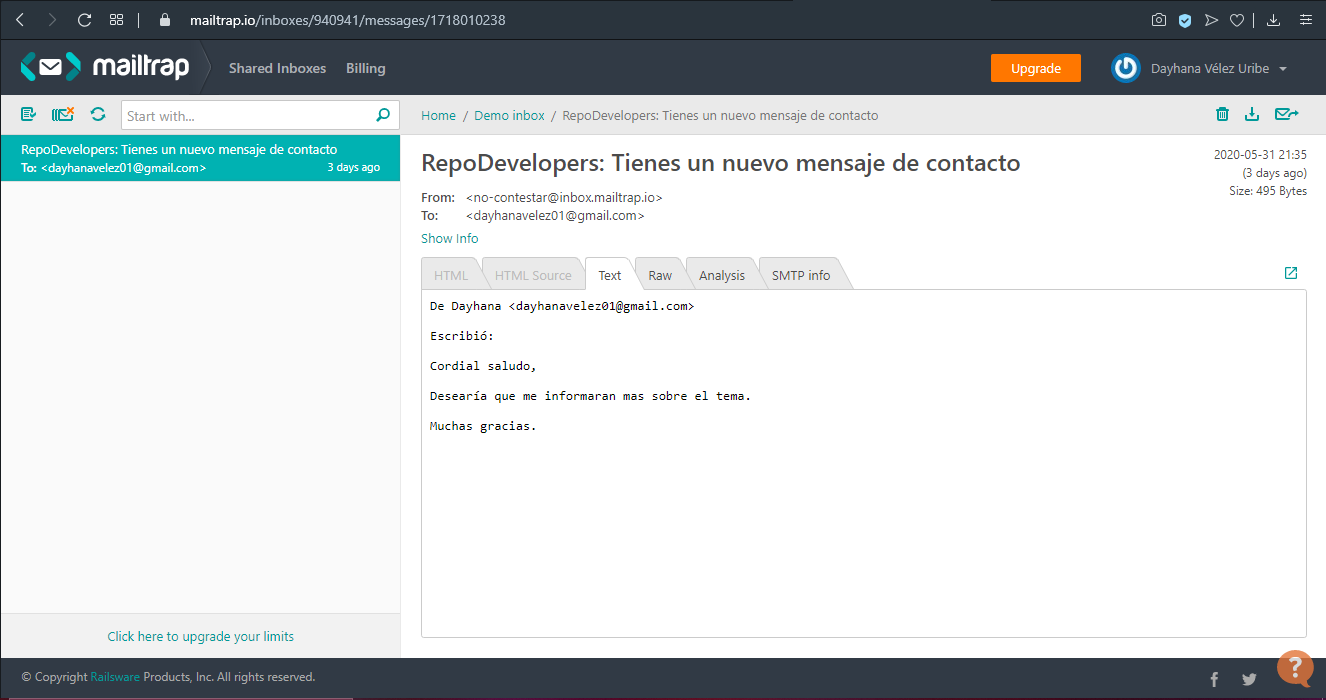 mailtrap.io/inboxes/940941/messages/1718010238
mailtrap
Shared Inboxes
Billing
Upgrade
Dayhana Vélez Uribe
Start with...
Home / Demo inbox / RepoDevelopers: Tienes un nuevo mensaje de contacto
RepoDevelopers: Tienes un nuevo mensaje de contacto
To: <dayhanavelez01@gmail.com>
3 days ago
RepoDevelopers: Tienes un nuevo mensaje de contacto
2020-05-31 21:35
(3 days ago)
Size: 495 Bytes
From: <no-contestar@inbox.mailtrap.io>
To: <dayhanavelez01@gmail.com>
Show Info
HTML
HTML Source
Text
Raw
Analysis
SMTP info
De Dayhana <dayhanavelez01@gmail.com>
Escribió:
Cordial saludo,
Desearía que me informaran mas sobre el tema.
Muchas gracias.
Click here to upgrade your limits
© Copyright Railsware Products, Inc. All rights reserved.
?